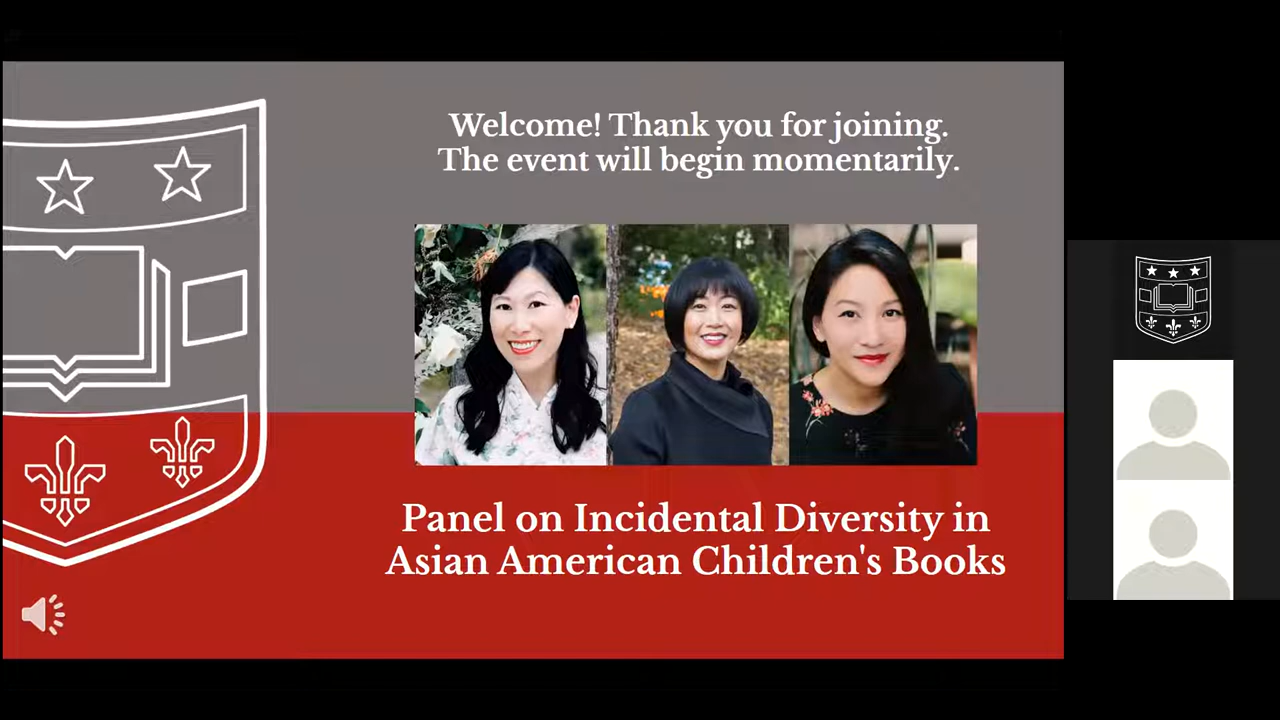 Welcome! Thank you for joining.
The event will begin momentarily.
Panel on Incidental Diversity in
Asian American Children's Books